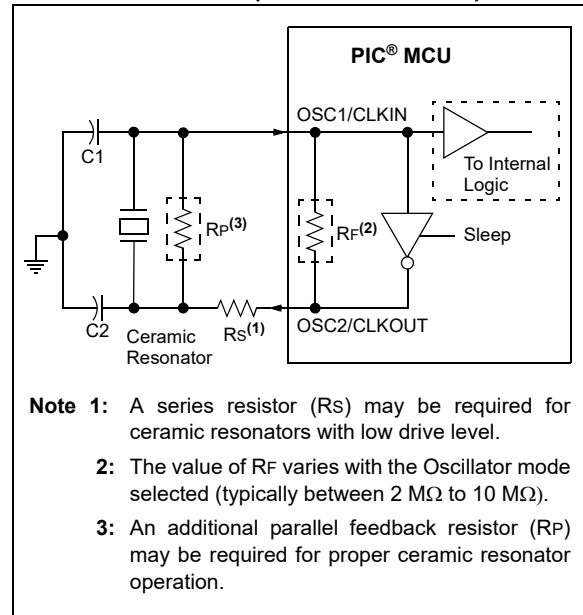 PIC® MCU
OSC1/CLKIN
C1
To Internal
Logic
RP(3)
RF(2)
Sleep
C2
Ceramic
Resonator
RS(1)
OSC2/CLKOUT
Note 1: A series resistor (RS) may be required for
ceramic resonators with low drive level.
2: The value of RF varies with the Oscillator mode
selected (typically between 2 MΩ to 10 MΩ).
3: An additional parallel feedback resistor (RP)
may be required for proper ceramic resonator
operation.